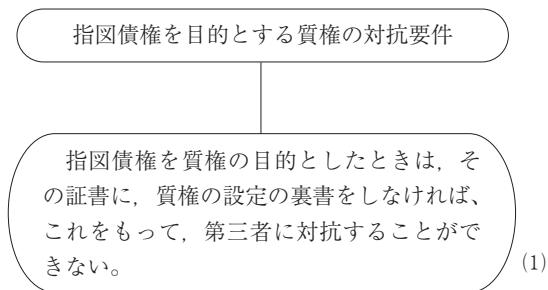 指図債権を目的とする質権の対抗要件
指図債権を質権の目的としたときは，そ
の証書に，質権の設定の裏書をしなければ、
これをもって，第三者に対抗することがで
きない。
(1)